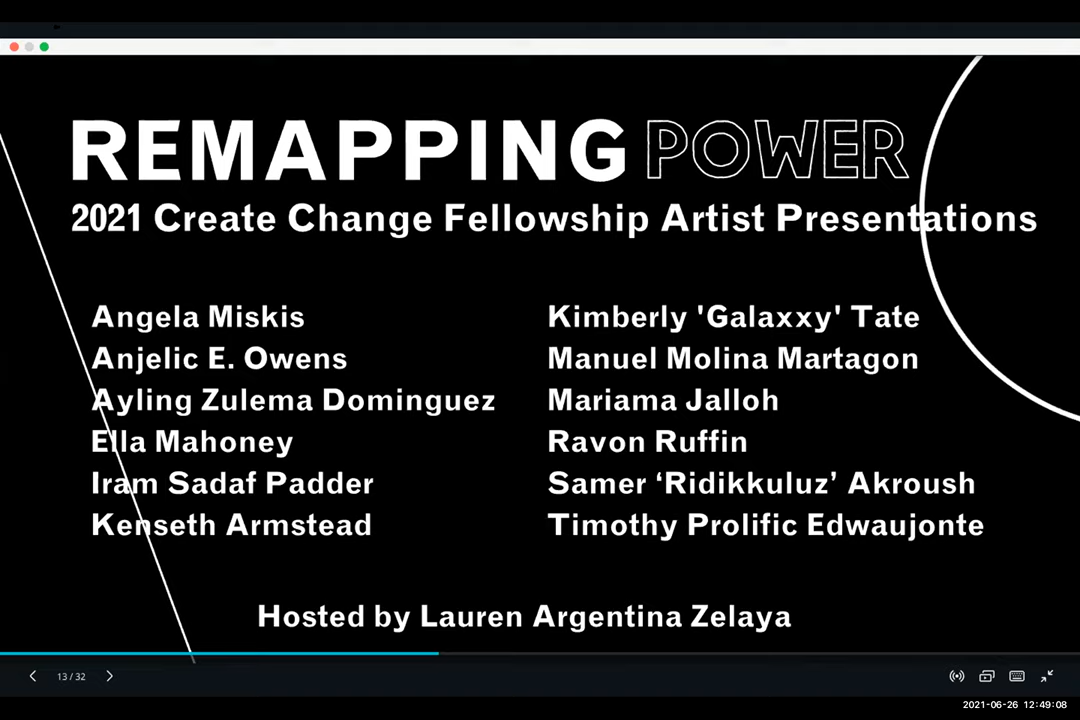 REMAPPING POWER
2021 Create Change Fellowship Artist Presentations
Angela Miskis
Anjelic E. Owens
Ayling Zulema Dominguez
Ella Mahoney
Iram Sadaf Padder
Kenseth Armstead
Kimberly 'Galaxxy' Tate
Manuel Molina Martagon
Mariama Jalloh
Ravon Ruffin
Samer ‘Ridikkuluz’ Akroush
Timothy Prolific Edwaujonte
Hosted by Lauren Argentina Zelaya
13 / 32
2021-06-26 12:49:08